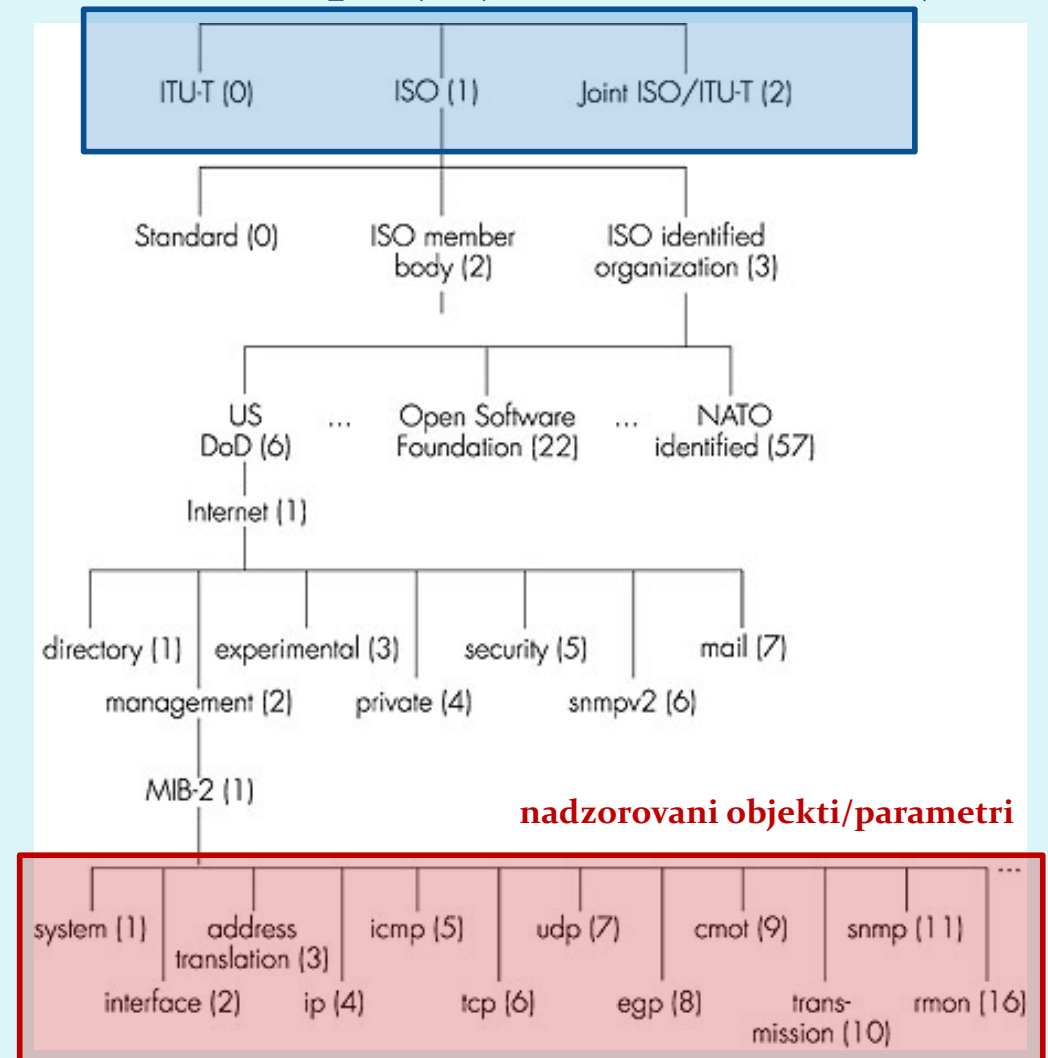 ITU-T (0) ISO (1) Joint ISO/ITU-T (2)
Standard (0) ISO member ISO identified
body (2) organization (3)
US ... Open Software ... NATO
DoD (6) Foundation (22) identified (57)
Internet (1)
directory (1) experimental (3) security (5) mail (7)
management (2) private (4) snmpv2 (6)
MIB-2 (1)
nadzorovani objekti/parametri
...
system (1) address icmp (5) udp (7) cmot (9) snmp (11)
translation (3)
interface (2) ip (4) tcp (6) egp (8) trans- rmon (16)
mission (10)